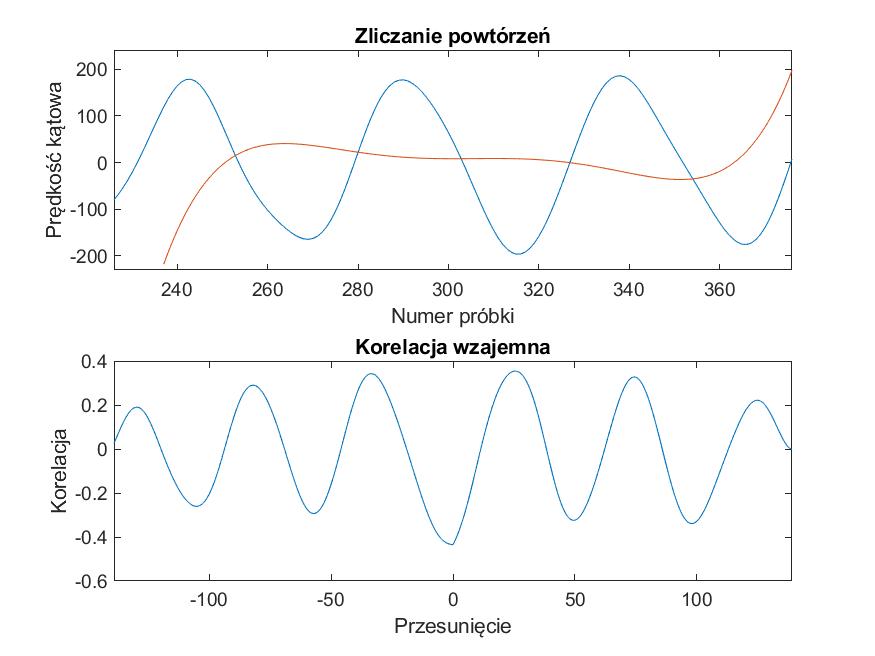 Zliczanie powtórzeń
200
100
0
-100
-200
Prędkość kątowa
240 260 280 300 320 340 360
Numer próbki
Korelacja wzajemna
0.4
0.2
0
-0.2
-0.4
-0.6
Korelacja
-100 -50 0 50 100
Przesunięcie